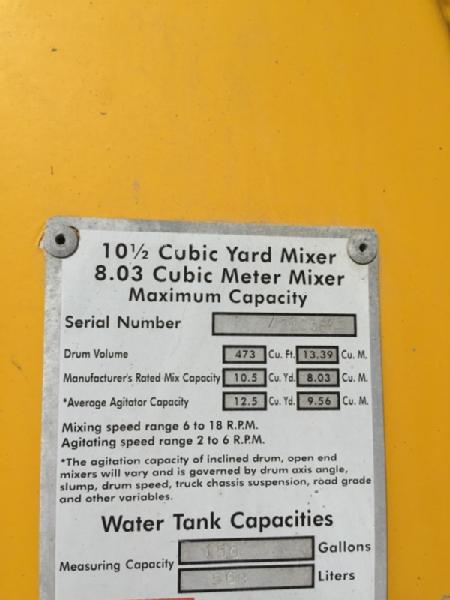 10½ Cubic Yard Mixer
8.03 Cubic Meter Mixer
Maximum Capacity
Serial Number
Drum Volume 473 Cu. Ft. 13.39 Cu. M.
Manufacturer's Rated Mix Capacity 10.5 Cu. Yd. 8.03 Cu. M.
*Average Agitator Capacity 12.5 Cu. Yd. 9.56 Cu. M.
Mixing speed range 6 to 18 R.P.M.
Agitating speed range 2 to 6 R.P.M.
*The agitation capacity of inclined drum, open end
mixers will vary and is governed by drum axis angle,
slump, drum speed, truck chassis suspension, road grade
and other variables.
Water Tank Capacities
Measuring Capacity
Gallons
Liters